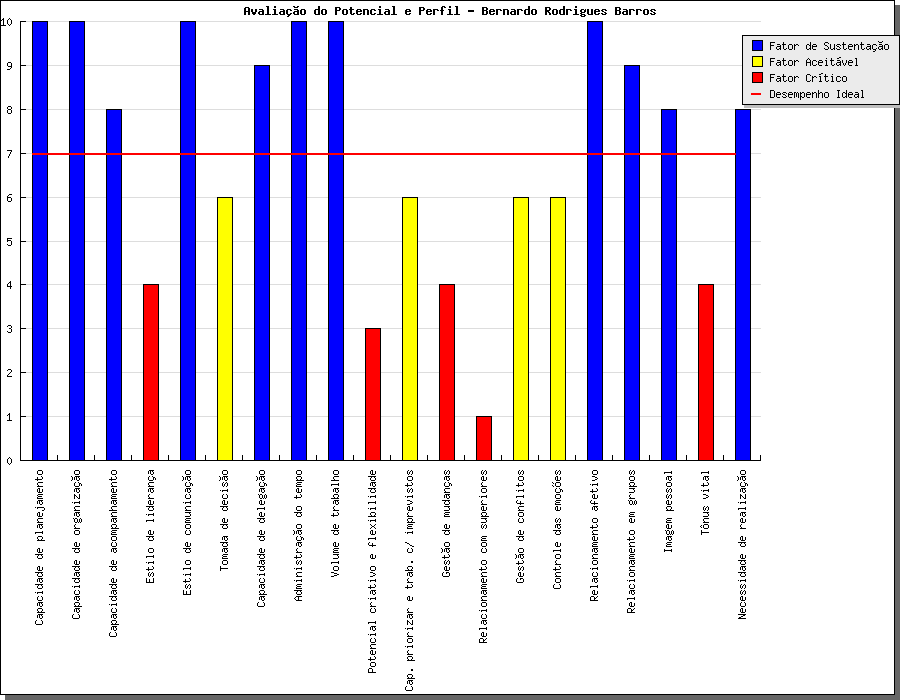 Avaliação do Potencial e Perfil - Bernardo Rodrigues Barros
10
9
8
7
6
5
4
3
2
1
0
Fator de Sustentação
Fator Aceitável
Fator Crítico
Desempenho Ideal
Capacidade de planejamento
Capacidade de organização
Capacidade de acompanhamento
Estilo de liderança
Estilo de comunicação
Tomada de decisão
Capacidade de delegação
Administração do tempo
Volume de trabalho
Potencial criativo e flexibilidade
Cap. priorizar e trab. c/ imprevistos
Gestão de mudanças
Relacionamento com superiores
Gestão de conflitos
Controle das emoções
Relacionamento afetivo
Relacionamento em grupos
Imagem pessoal
Tônus vital
Necessidade de realização